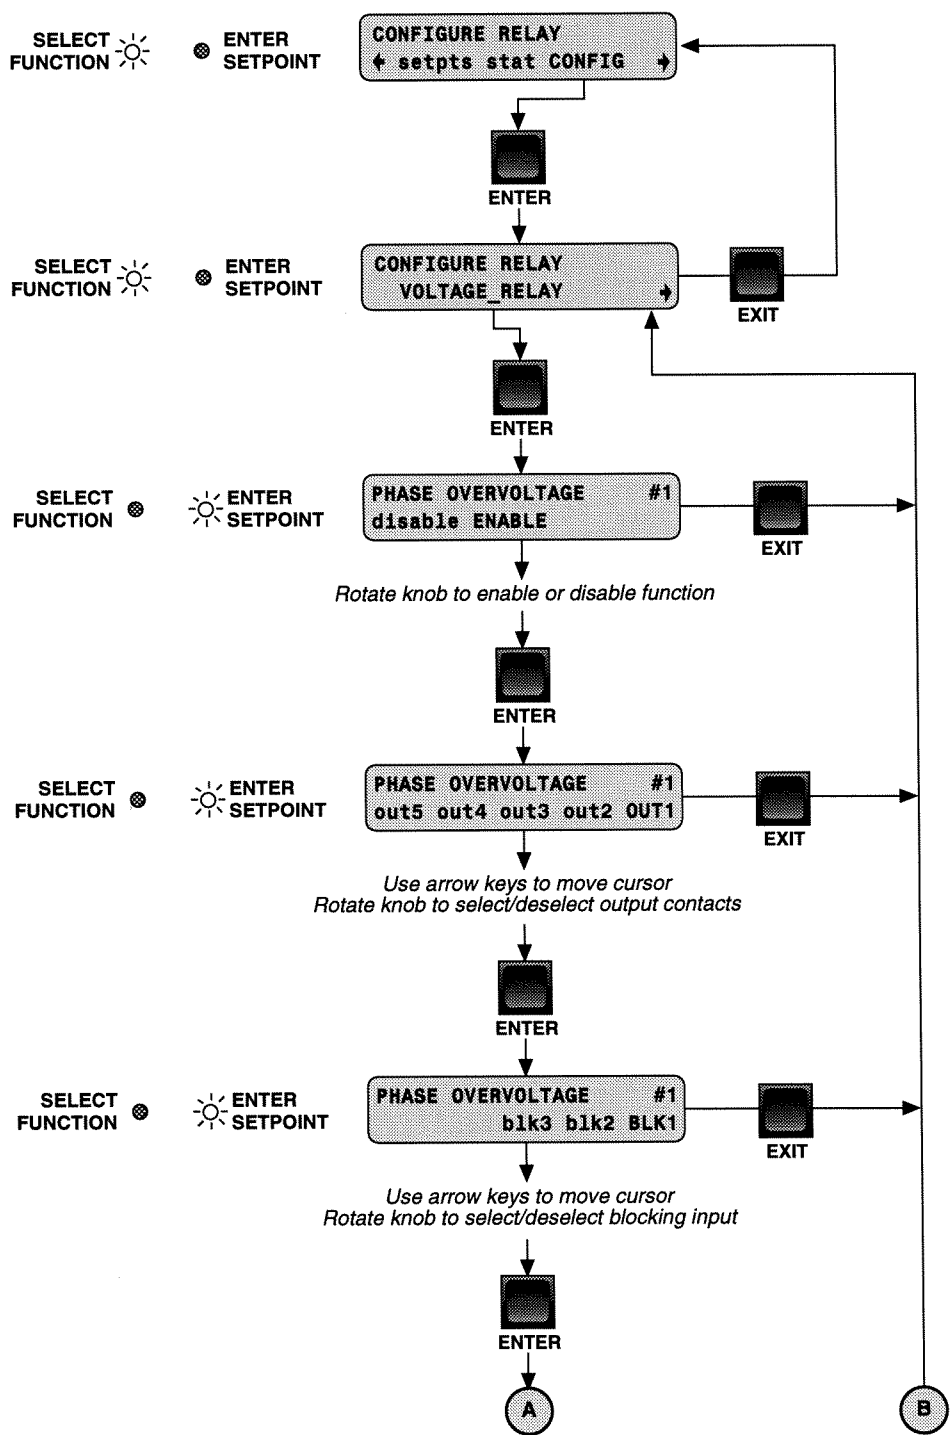 SELECT
FUNCTION
ENTER
SETPOINT
CONFIGURE RELAY
← setpts stat CONFIG →
ENTER
SELECT
FUNCTION
ENTER
SETPOINT
CONFIGURE RELAY
VOLTAGE_RELAY →
EXIT
ENTER
SELECT
FUNCTION
ENTER
SETPOINT
PHASE OVERVOLTAGE #1
disable ENABLE
EXIT
Rotate knob to enable or disable function
ENTER
SELECT
FUNCTION
ENTER
SETPOINT
PHASE OVERVOLTAGE #1
out5 out4 out3 out2 OUT1
EXIT
Use arrow keys to move cursor
Rotate knob to select/deselect output contacts
ENTER
SELECT
FUNCTION
ENTER
SETPOINT
PHASE OVERVOLTAGE #1
blk3 blk2 BLK1
EXIT
Use arrow keys to move cursor
Rotate knob to select/deselect blocking input
ENTER
A
B